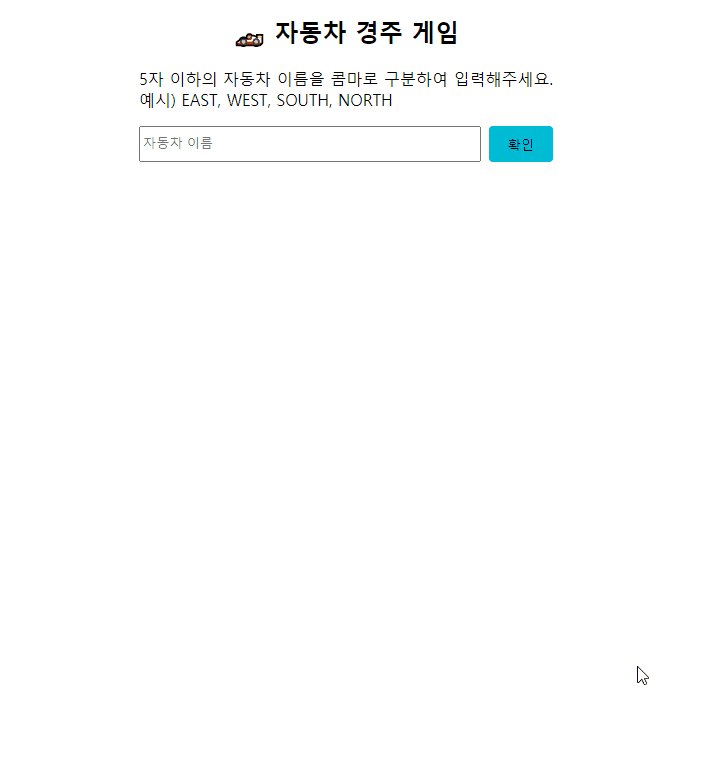 🏎️ 자동차 경주 게임
5자 이하의 자동차 이름을 콤마로 구분하여 입력해주세요.
예시) EAST, WEST, SOUTH, NORTH
자동차 이름
확인